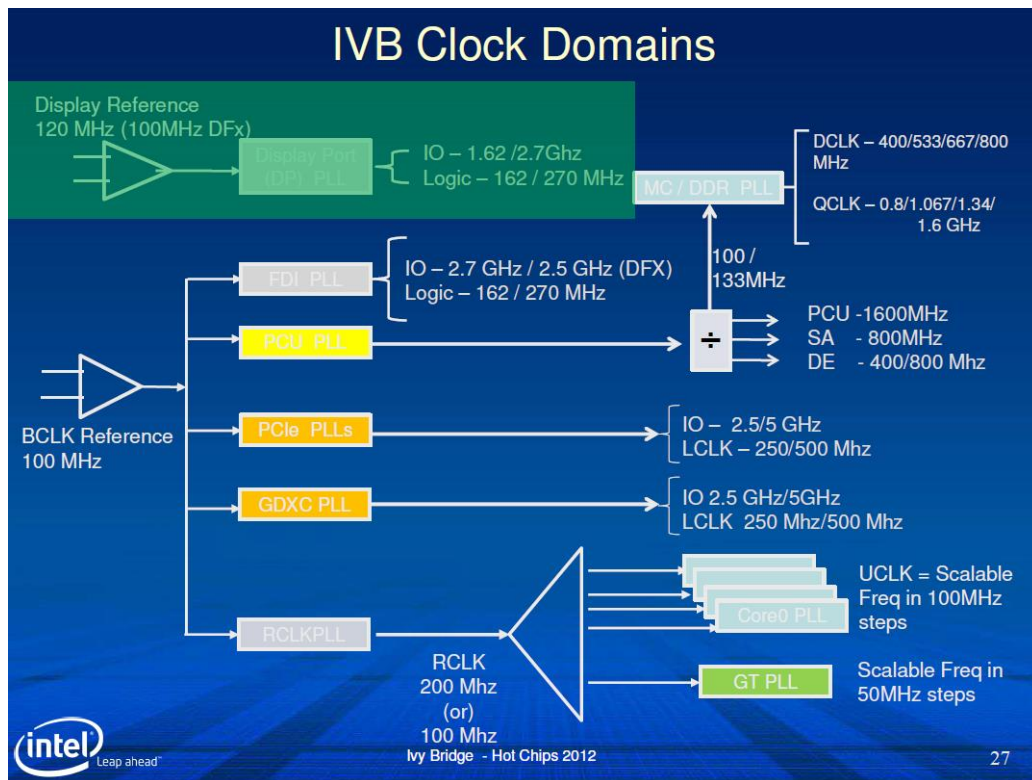 IVB Clock Domains
Display Reference
120 MHz (100MHz DFx)
Display Port
(DP) PLL
IO – 1.62 /2.7Ghz
Logic – 162 / 270 MHz
MC / DDR PLL
DCLK – 400/533/667/800
MHz
QCLK – 0.8/1.067/1.34/
1.6 GHz
100 /
133MHz
FDI PLL
IO – 2.7 GHz / 2.5 GHz (DFX)
Logic – 162 / 270 MHz
PCU PLL
÷
PCU -1600MHz
SA - 800MHz
DE - 400/800 Mhz
BCLK Reference
100 MHz
PCIe PLLs
IO – 2.5/5 GHz
LCLK – 250/500 Mhz
GDXC PLL
IO 2.5 GHz/5GHz
LCLK 250 Mhz/500 Mhz
RCLKPLL
RCLK
200 Mhz
(or)
100 Mhz
Core0 PLL
UCLK = Scalable
Freq in 100MHz
steps
GT PLL
Scalable Freq in
50MHz steps
intel
Leap ahead™
Ivy Bridge - Hot Chips 2012
27